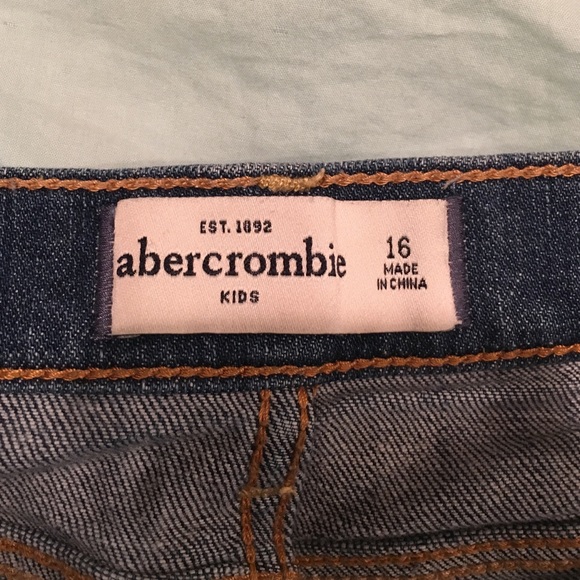 EST. 1892
abercrombie
KIDS
16
MADE
IN CHINA